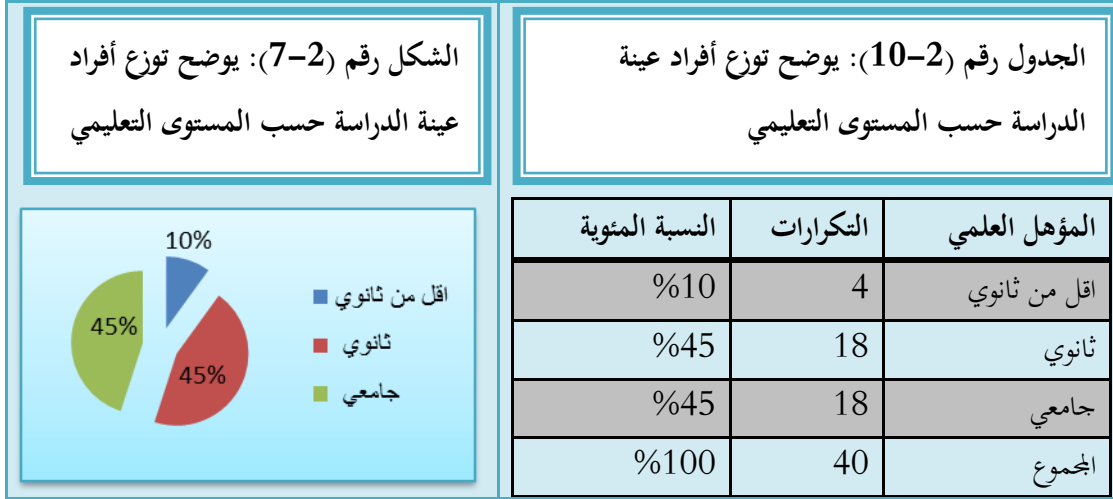 الجدول رقم (2–10): يوضح توزع أفراد عينة
الدراسة حسب المستوى التعليمي
المؤهل العلمي التكرارات النسبة المئوية
اقل من ثانوي 4 %10
ثانوي 18 %45
جامعي 18 %45
المجموع 40 %100
الشكل رقم (2–7): يوضح توزع أفراد
عينة الدراسة حسب المستوى التعليمي
10%
45%
45%
اقل من ثانوي
ثانوي
جامعي